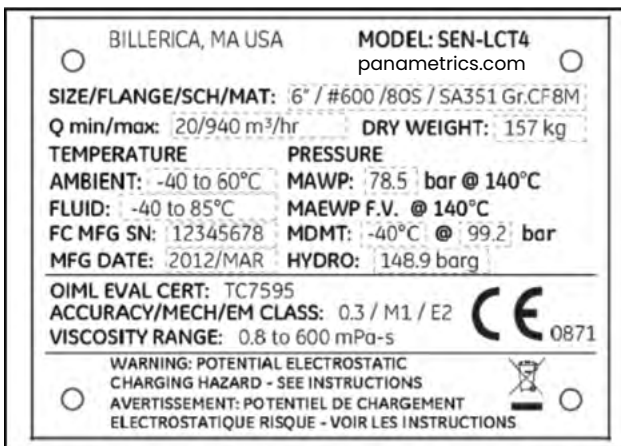 BILLERICA, MA USA MODEL: SEN-LCT4
panametrics.com
SIZE/FLANGE/SCH/MAT: 6" / #600 /80S / SA351 Gr.CF8M
Q min/max: 20/940 m³/hr DRY WEIGHT: 157 kg
TEMPERATURE PRESSURE
AMBIENT: -40 to 60°C MAWP: 78.5 bar @ 140°C
FLUID: -40 to 85°C MAEWP F.V. @ 140°C
FC MFG SN: 12345678 MDMT: -40°C @ 99.2 bar
MFG DATE: 2012/MAR HYDRO: 148.9 barg
OIML EVAL CERT: TC7595
ACCURACY/MECH/EM CLASS: 0.3 / M1 / E2
VISCOSITY RANGE: 0.8 to 600 mPa-s
CE 0871
WARNING: POTENTIAL ELECTROSTATIC
CHARGING HAZARD - SEE INSTRUCTIONS
AVERTISSEMENT: POTENTIEL DE CHARGEMENT
ELECTROSTATIQUE RISQUE - VOIR LES INSTRUCTIONS